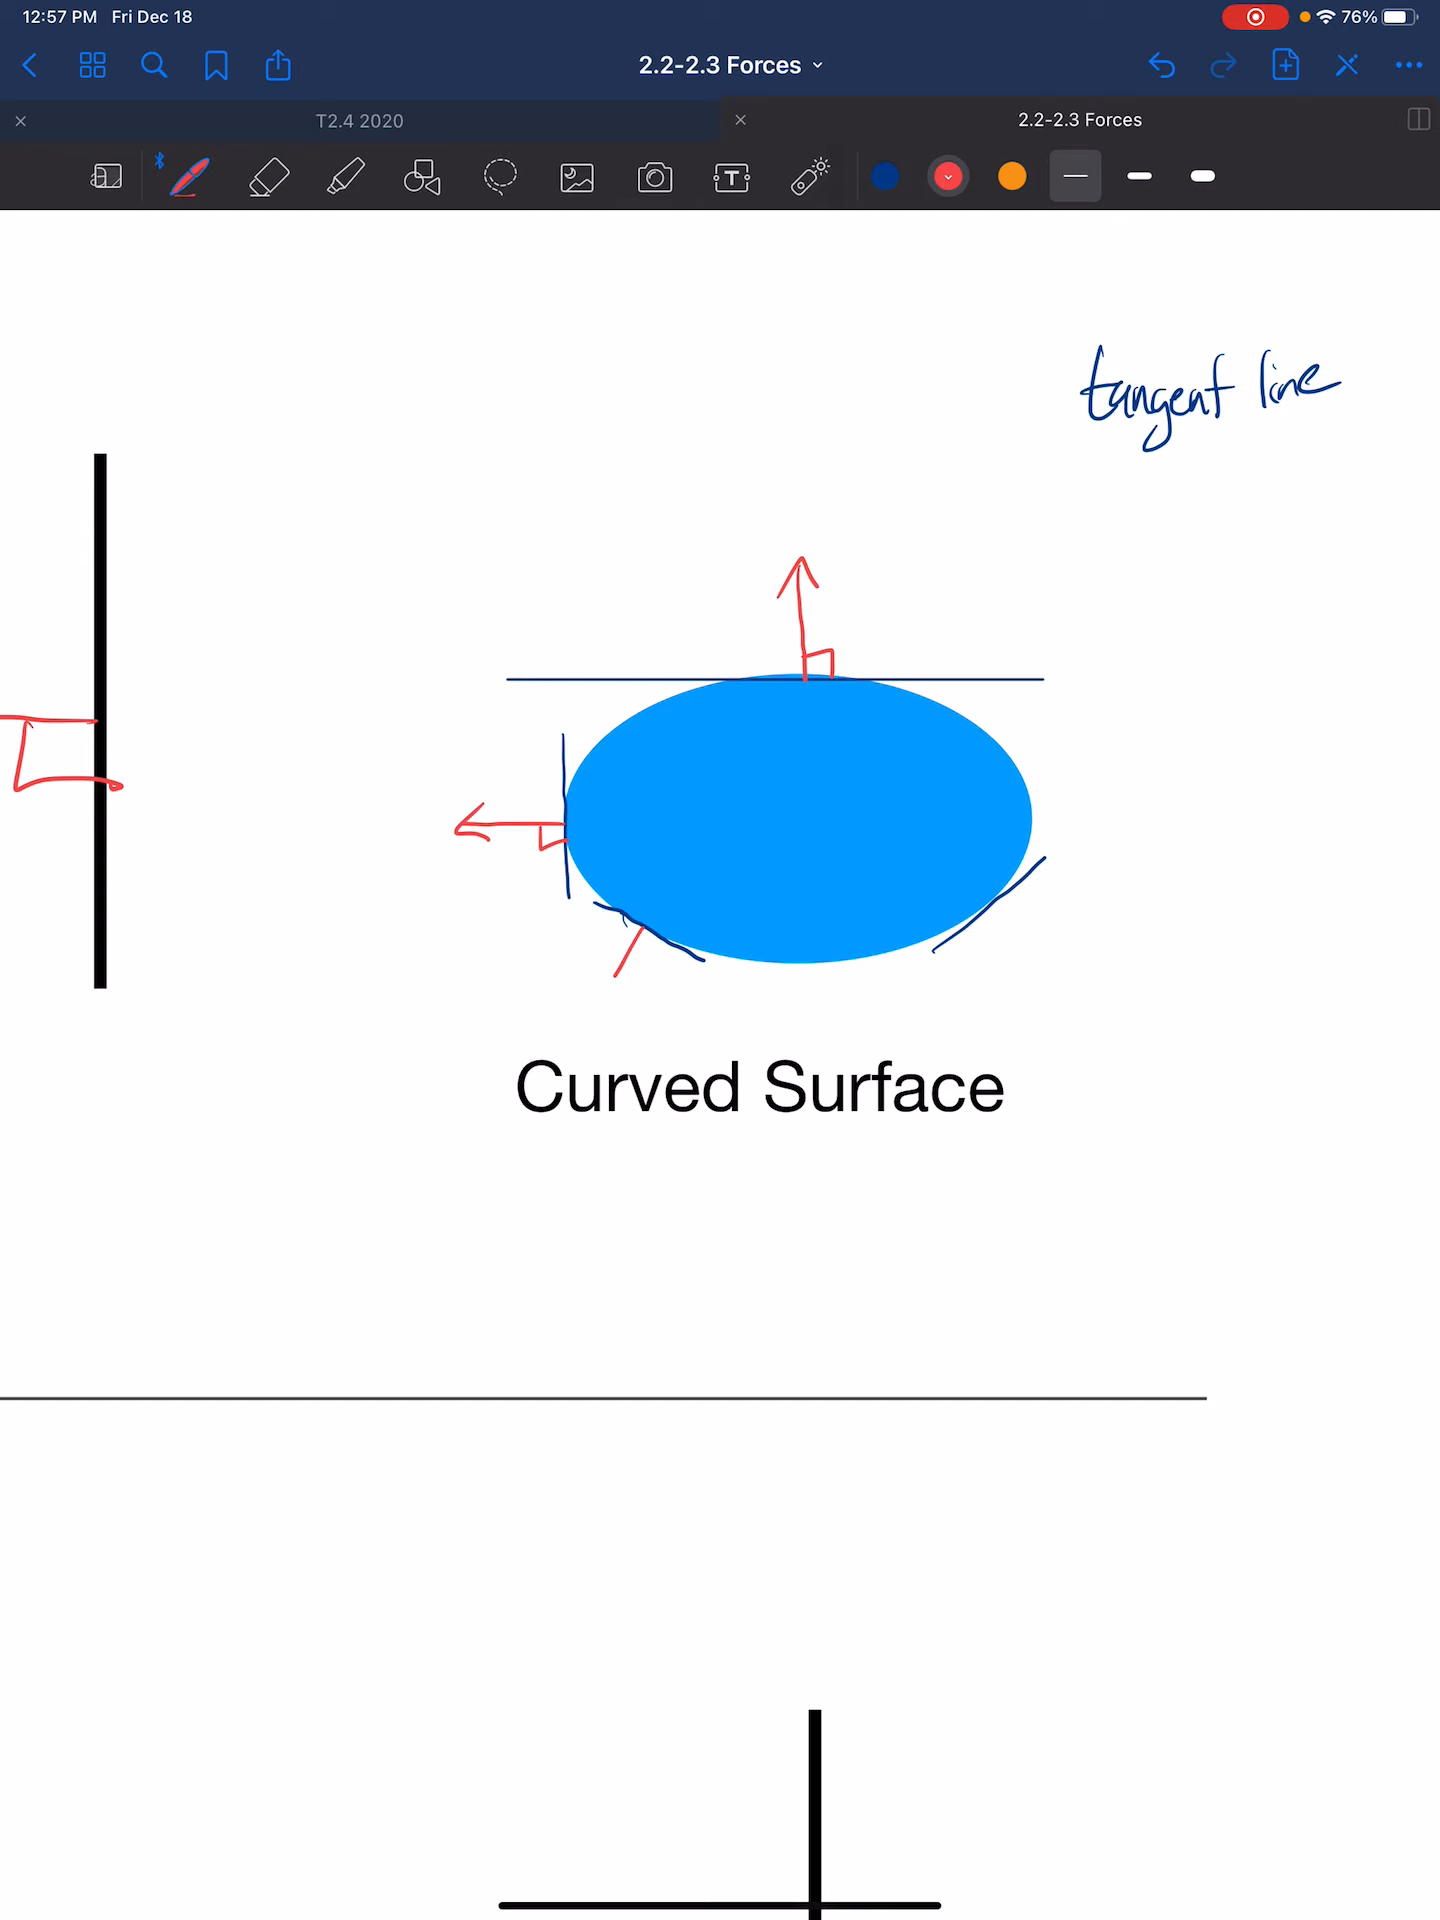 12:57 PM Fri Dec 18
76%
2.2-2.3 Forces
T2.4 2020
2.2-2.3 Forces
T
tangent line
Curved Surface